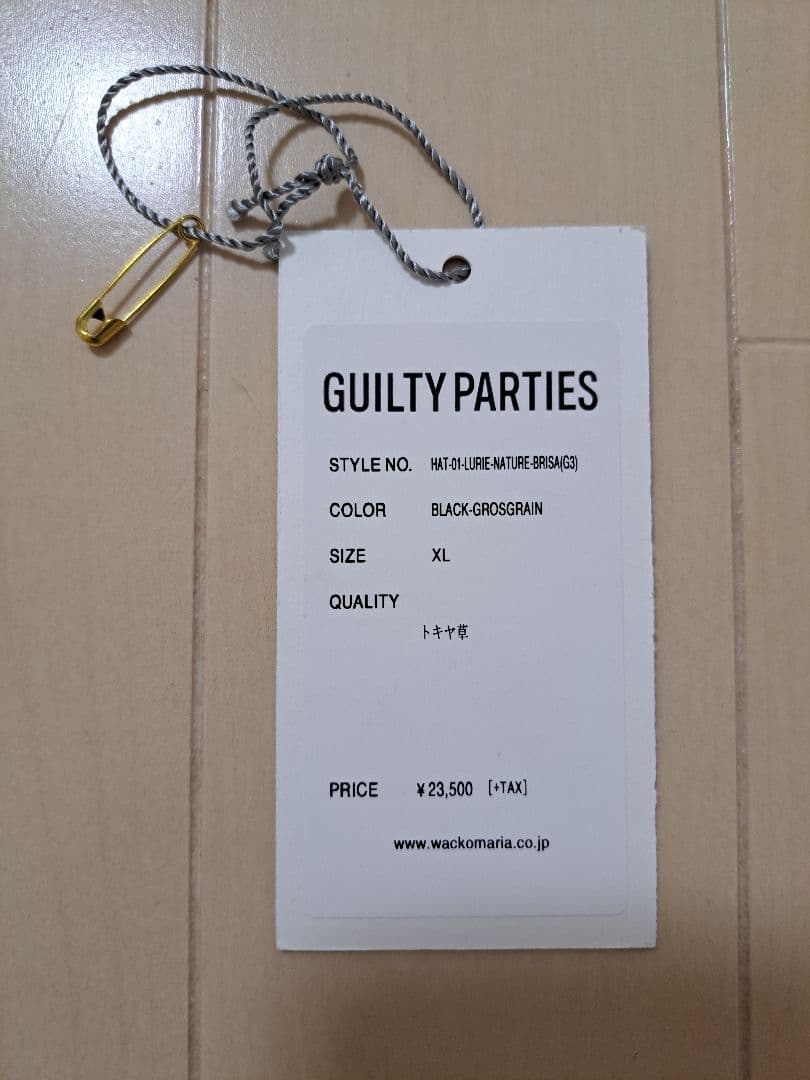 GUILTY PARTIES
STYLE NO. HAT-01-LURIE-NATURE-BRISA(G3)
COLOR BLACK-GROSGRAIN
SIZE XL
QUALITY
トキヤ草
PRICE ¥23,500 [+TAX]
www.wackomaria.co.jp